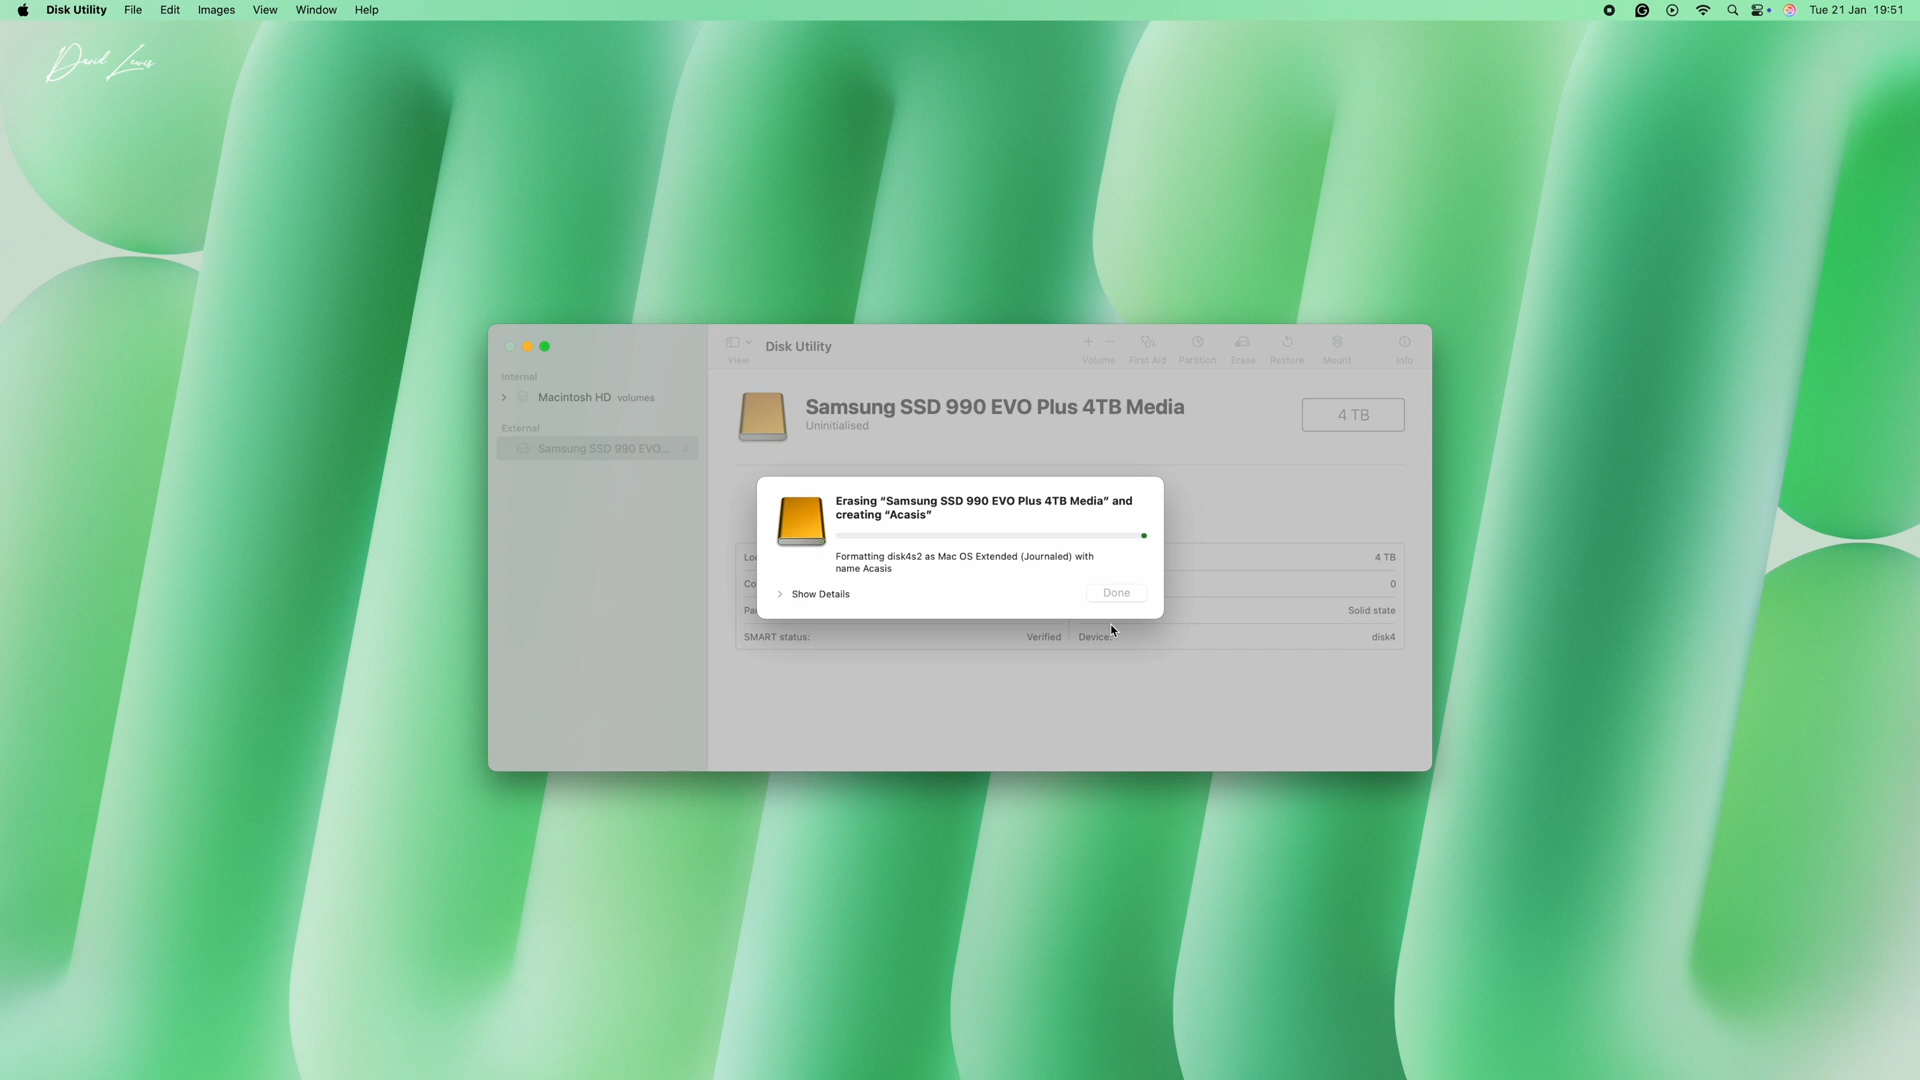 Disk Utility File Edit Images View Window Help Tue 21 Jan 19:51
David Lewis
Disk Utility
View
Volume First Aid Partition Erase Restore Mount Info
Internal
Macintosh HD volumes
External
Samsung SSD 990 EVO...
Samsung SSD 990 EVO Plus 4TB Media
Uninitialised
4 TB
Erasing “Samsung SSD 990 EVO Plus 4TB Media” and
creating “Acasis”
Formatting disk4s2 as Mac OS Extended (Journaled) with
name Acasis
Show Details
Done
4 TB
0
Solid state
SMART status: Verified Device: disk4